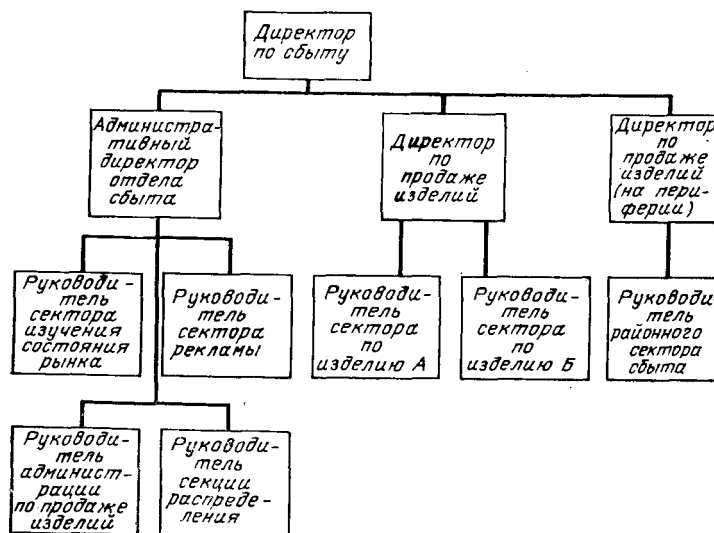 Директор
по сбыту
Администра-
тивный
директор
отдела
сбыта
Директор
по
продаже
изделий
Директор
по
продаже
изделий
(на пери-
ферии)
Руководи-
тель
сектора
изучения
состояния
рынка
Руководи-
тель
сектора
рекламы
Руководи-
тель
сектора
по
изделию А
Руководи-
тель
сектора
по
изделию Б
Руководи-
тель
районного
сектора
сбыта
Руководи-
тель
админист-
рации
по продаже
изделий
Руководи-
тель
секции
распреде-
ления